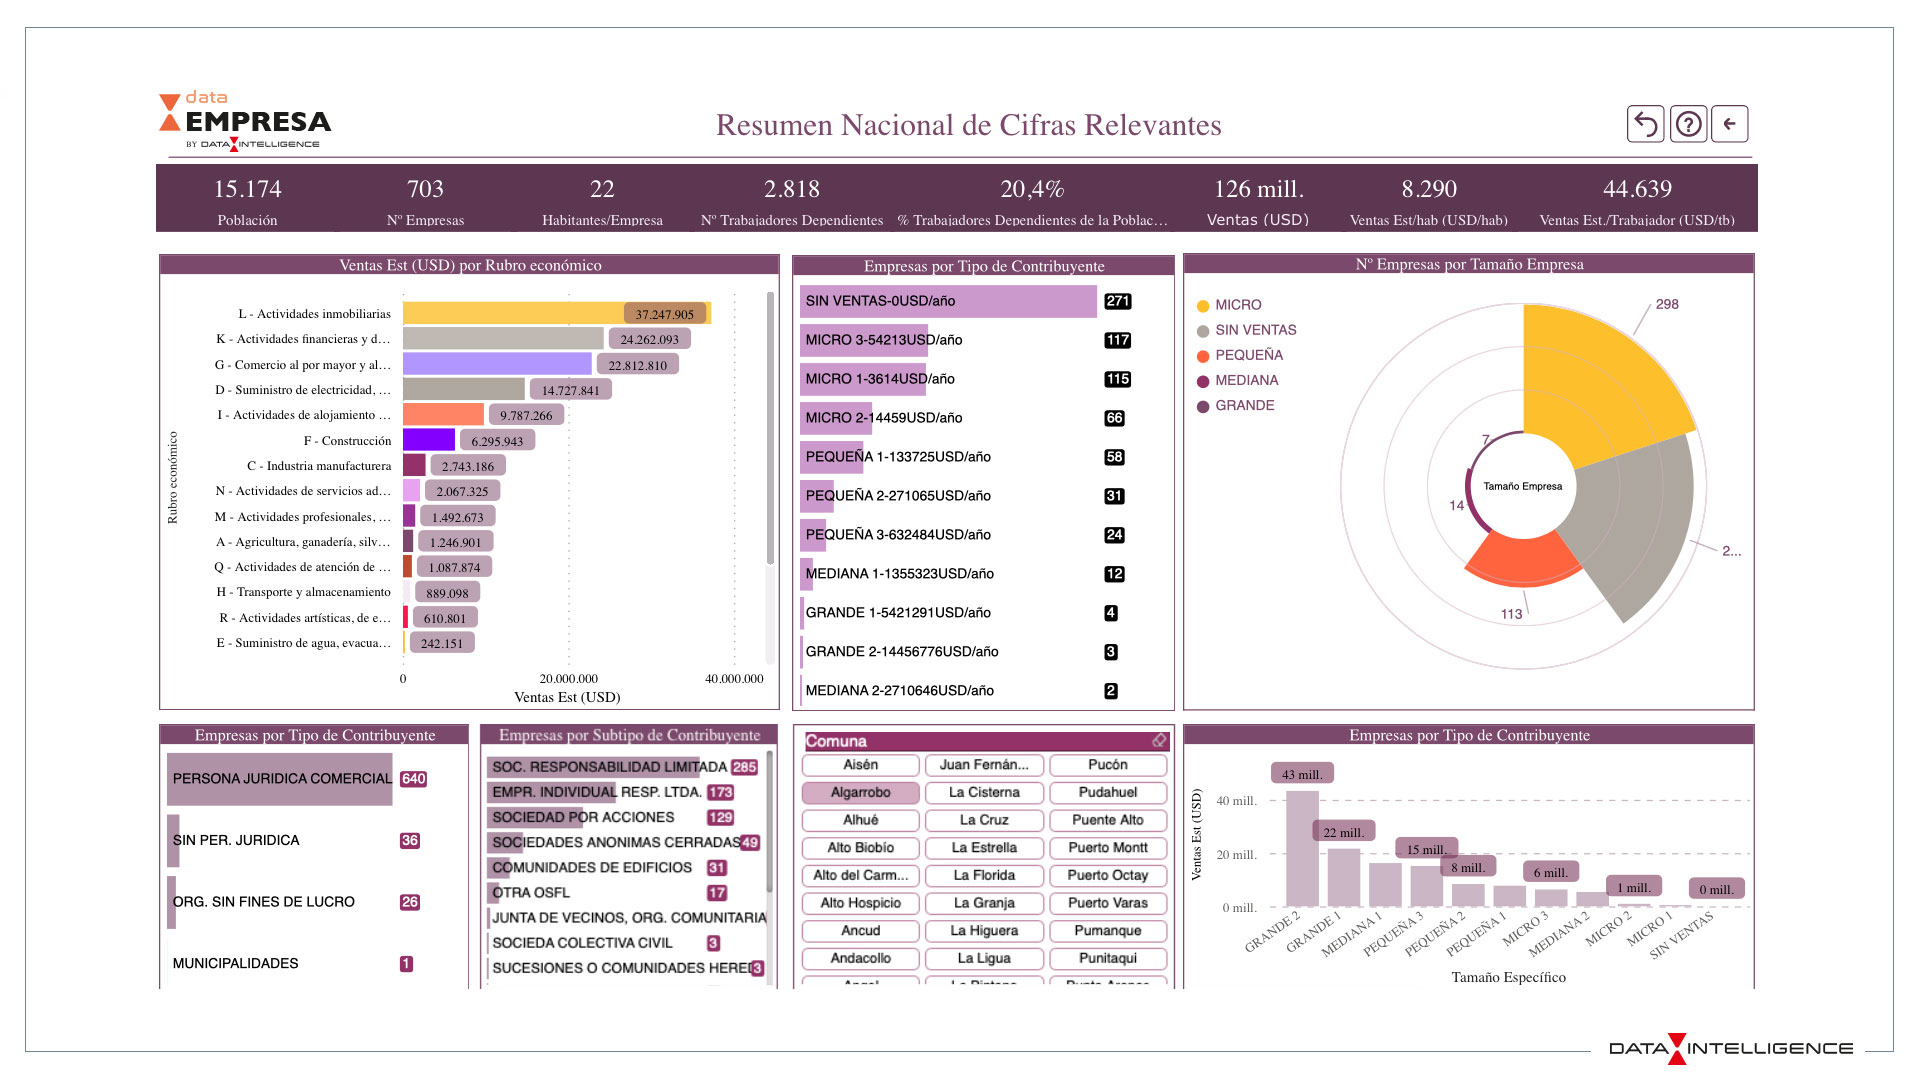 data
EMPRESA
BY DATA INTELLIGENCE
Resumen Nacional de Cifras Relevantes
15.174
Población
703
Nº Empresas
22
Habitantes/Empresa
2.818
Nº Trabajadores Dependientes
20,4%
% Trabajadores Dependientes de la Poblac…
126 mill.
Ventas (USD)
8.290
Ventas Est/hab (USD/hab)
44.639
Ventas Est./Trabajador (USD/tb)
Ventas Est (USD) por Rubro económico
Rubro económico
L - Actividades inmobiliarias 37.247.905
K - Actividades financieras y d… 24.262.093
G - Comercio al por mayor y al… 22.812.810
D - Suministro de electricidad, … 14.727.841
I - Actividades de alojamiento … 9.787.266
F - Construcción 6.295.943
C - Industria manufacturera 2.743.186
N - Actividades de servicios ad… 2.067.325
M - Actividades profesionales, … 1.492.673
A - Agricultura, ganadería, silv… 1.246.901
Q - Actividades de atención de … 1.087.874
H - Transporte y almacenamiento 889.098
R - Actividades artísticas, de e… 610.801
E - Suministro de agua, evacua… 242.151
0 20.000.000 40.000.000
Ventas Est (USD)
Empresas por Tipo de Contribuyente
SIN VENTAS-0USD/año 271
MICRO 3-54213USD/año 117
MICRO 1-3614USD/año 115
MICRO 2-14459USD/año 66
PEQUEÑA 1-133725USD/año 58
PEQUEÑA 2-271065USD/año 31
PEQUEÑA 3-632484USD/año 24
MEDIANA 1-1355323USD/año 12
GRANDE 1-5421291USD/año 4
GRANDE 2-14456776USD/año 3
MEDIANA 2-2710646USD/año 2
Nº Empresas por Tamaño Empresa
MICRO
SIN VENTAS
PEQUEÑA
MEDIANA
GRANDE
298
7
Tamaño Empresa
14
2...
113
Empresas por Tipo de Contribuyente
PERSONA JURIDICA COMERCIAL 640
SIN PER. JURIDICA 36
ORG. SIN FINES DE LUCRO 26
MUNICIPALIDADES 1
Empresas por Subtipo de Contribuyente
SOC. RESPONSABILIDAD LIMITADA 285
EMPR. INDIVIDUAL RESP. LTDA. 173
SOCIEDAD POR ACCIONES 129
SOCIEDADES ANONIMAS CERRADAS 49
COMUNIDADES DE EDIFICIOS 31
OTRA OSFL 17
JUNTA DE VECINOS, ORG. COMUNITARIA
SOCIEDA COLECTIVA CIVIL 3
SUCESIONES O COMUNIDADES HERED 3
Comuna
Aisén Juan Fernán... Pucón
Algarrobo La Cisterna Pudahuel
Alhué La Cruz Puente Alto
Alto Biobío La Estrella Puerto Montt
Alto del Carm... La Florida Puerto Octay
Alto Hospicio La Granja Puerto Varas
Ancud La Higuera Pumanque
Andacollo La Ligua Punitaqui
Angol La Pintana Punta Arenas
Empresas por Tipo de Contribuyente
Ventas Est (USD)
40 mill.
20 mill.
0 mill.
43 mill.
22 mill.
15 mill.
8 mill.
6 mill.
1 mill.
0 mill.
GRANDE 2
GRANDE 1
MEDIANA 1
PEQUEÑA 3
PEQUEÑA 2
PEQUEÑA 1
MICRO 3
MEDIANA 2
MICRO 2
MICRO 1
SIN VENTAS
Tamaño Específico
DATA INTELLIGENCE